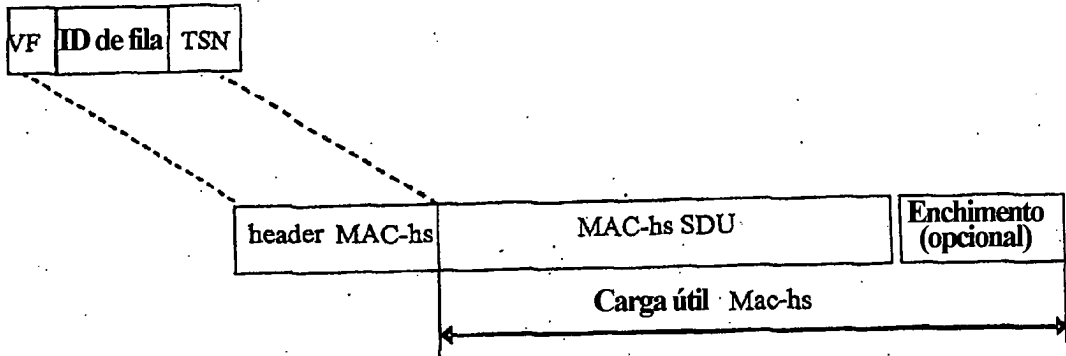 VF ID de fila TSN
header MAC-hs MAC-hs SDU Enchimento
(opcional)
Carga útil Mac-hs